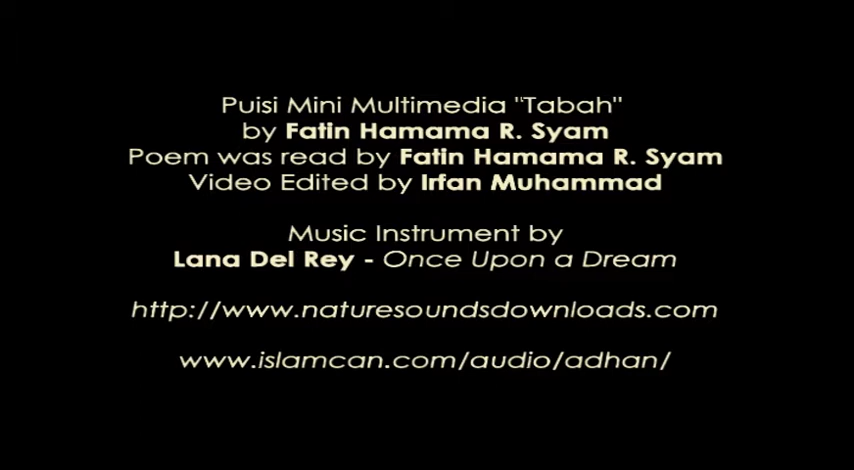 Puisi Mini Multimedia "Tabah"
by Fatin Hamama R. Syam
Poem was read by Fatin Hamama R. Syam
Video Edited by Irfan Muhammad
Music Instrument by
Lana Del Rey - Once Upon a Dream
http://www.naturesoundsdownloads.com
www.islamcan.com/audio/adhan/